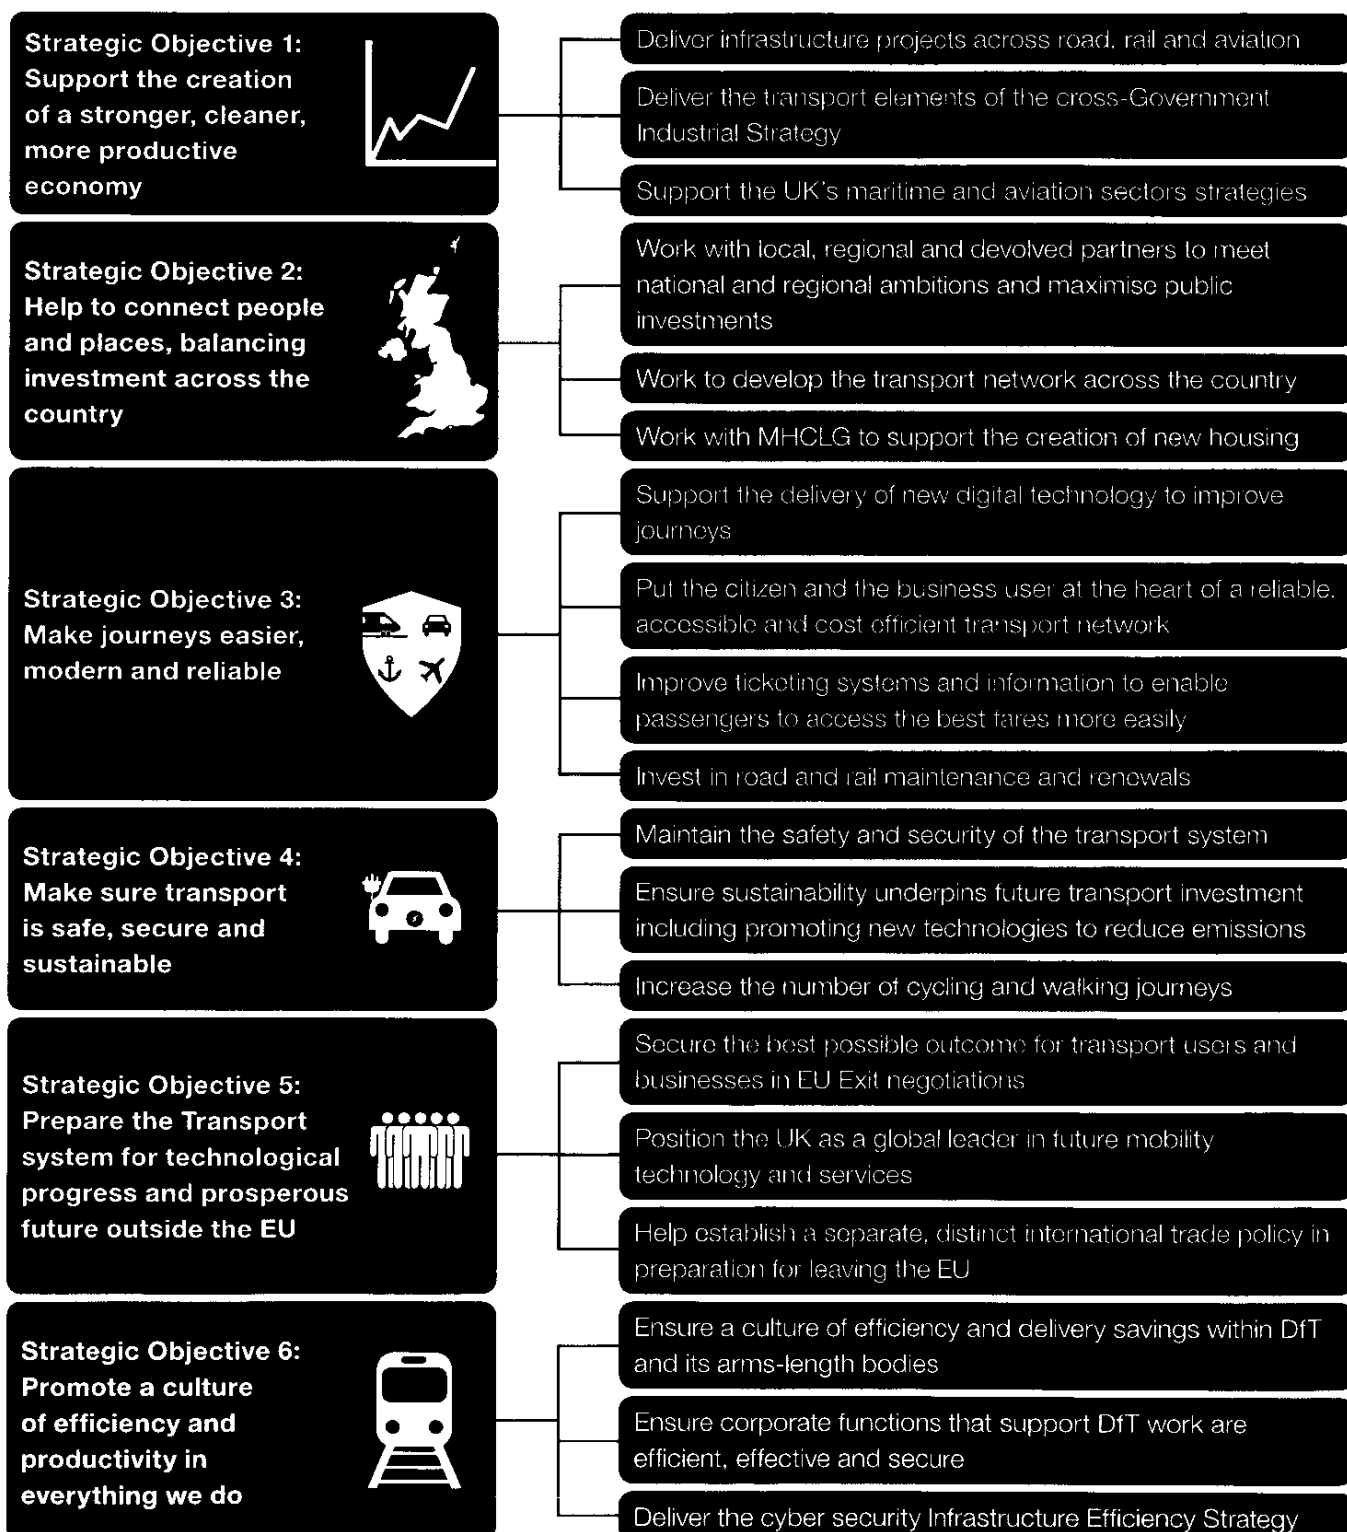 Strategic Objective 1:
Support the creation
of a stronger, cleaner,
more productive
economy
Deliver infrastructure projects across road, rail and aviation
Deliver the transport elements of the cross-Government
Industrial Strategy
Support the UK's maritime and aviation sectors strategies
Strategic Objective 2:
Help to connect people
and places, balancing
investment across the
country
Work with local, regional and devolved partners to meet
national and regional ambitions and maximise public
investments
Work to develop the transport network across the country
Work with MHCLG to support the creation of new housing
Strategic Objective 3:
Make journeys easier,
modern and reliable
Support the delivery of new digital technology to improve
journeys
Put the citizen and the business user at the heart of a reliable,
accessible and cost efficient transport network
Improve ticketing systems and information to enable
passengers to access the best fares more easily
Invest in road and rail maintenance and renewals
Strategic Objective 4:
Make sure transport
is safe, secure and
sustainable
Maintain the safety and security of the transport system
Ensure sustainability underpins future transport investment
including promoting new technologies to reduce emissions
Increase the number of cycling and walking journeys
Strategic Objective 5:
Prepare the Transport
system for technological
progress and prosperous
future outside the EU
Secure the best possible outcome for transport users and
businesses in EU Exit negotiations
Position the UK as a global leader in future mobility
technology and services
Help establish a separate, distinct international trade policy in
preparation for leaving the EU
Strategic Objective 6:
Promote a culture
of efficiency and
productivity in
everything we do
Ensure a culture of efficiency and delivery savings within DfT
and its arms-length bodies
Ensure corporate functions that support DfT work are
efficient, effective and secure
Deliver the cyber security Infrastructure Efficiency Strategy